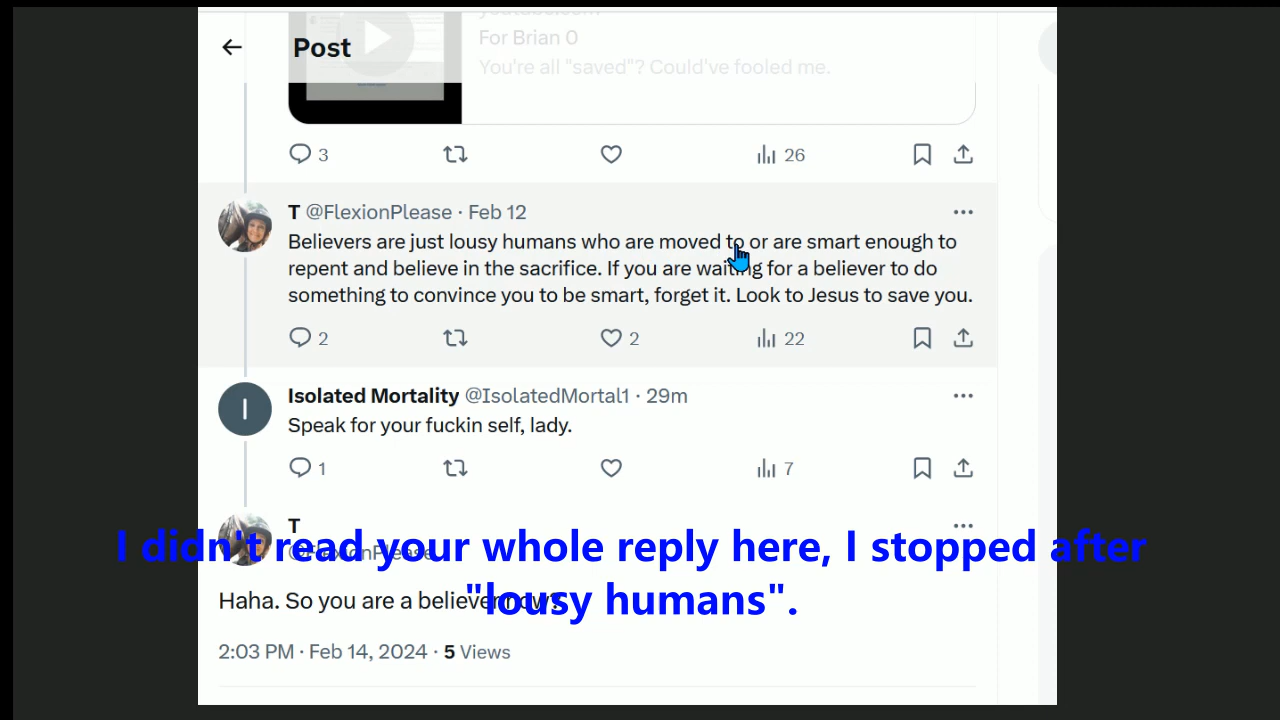 youtube.com
Post
For Brian O
You're all "saved"? Could've fooled me.
3
26
T @FlexionPlease · Feb 12
Believers are just lousy humans who are moved to or are smart enough to
repent and believe in the sacrifice. If you are waiting for a believer to do
something to convince you to be smart, forget it. Look to Jesus to save you.
2
2
22
Isolated Mortality @IsolatedMortal1 · 29m
Speak for your fuckin self, lady.
1
7
T
@FlexionPlease
I didn't read your whole reply here, I stopped after
"lousy humans".
Haha. So you are a believer now?
2:03 PM · Feb 14, 2024 · 5 Views